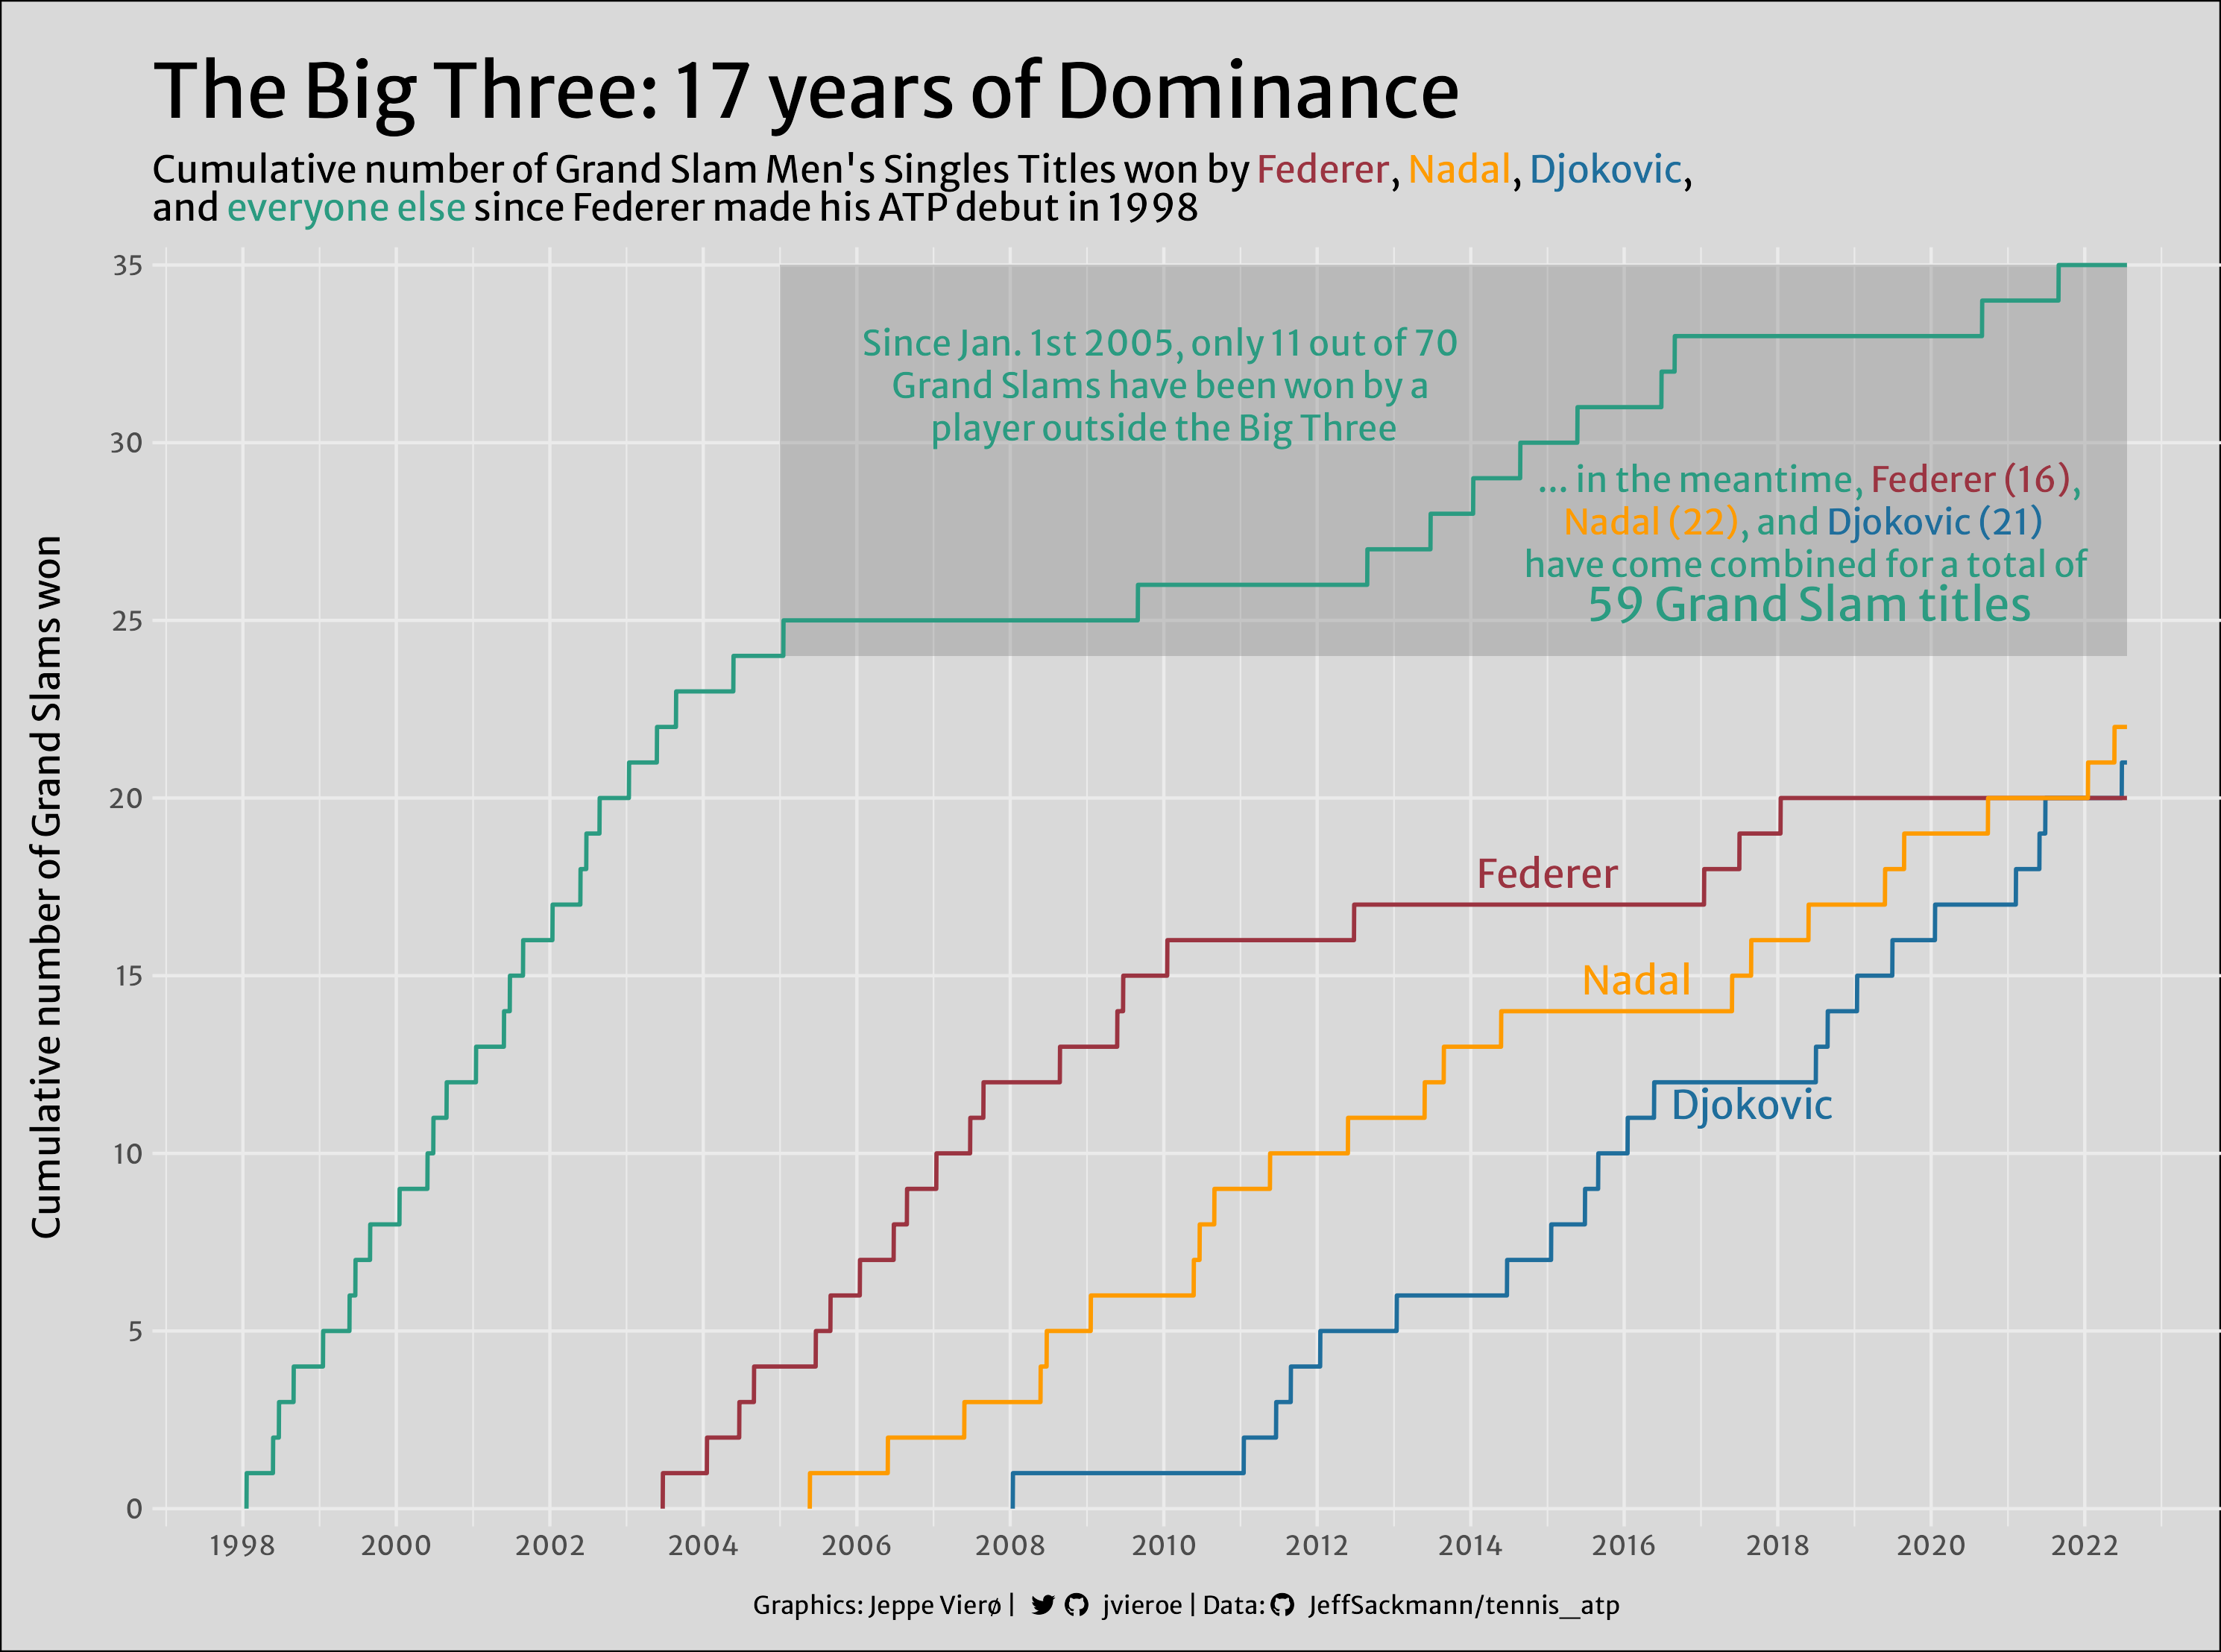 The Big Three: 17 years of Dominance
Cumulative number of Grand Slam Men's Singles Titles won by Federer, Nadal, Djokovic,
and everyone else since Federer made his ATP debut in 1998
Cumulative number of Grand Slams won
35
30
25
20
15
10
5
0
Since Jan. 1st 2005, only 11 out of 70
Grand Slams have been won by a
player outside the Big Three
... in the meantime, Federer (16),
Nadal (22), and Djokovic (21)
have come combined for a total of
59 Grand Slam titles
Federer
Nadal
Djokovic
1998 2000 2002 2004 2006 2008 2010 2012 2014 2016 2018 2020 2022
Graphics: Jeppe Vierø | jvieroe | Data: JeffSackmann/tennis_atp